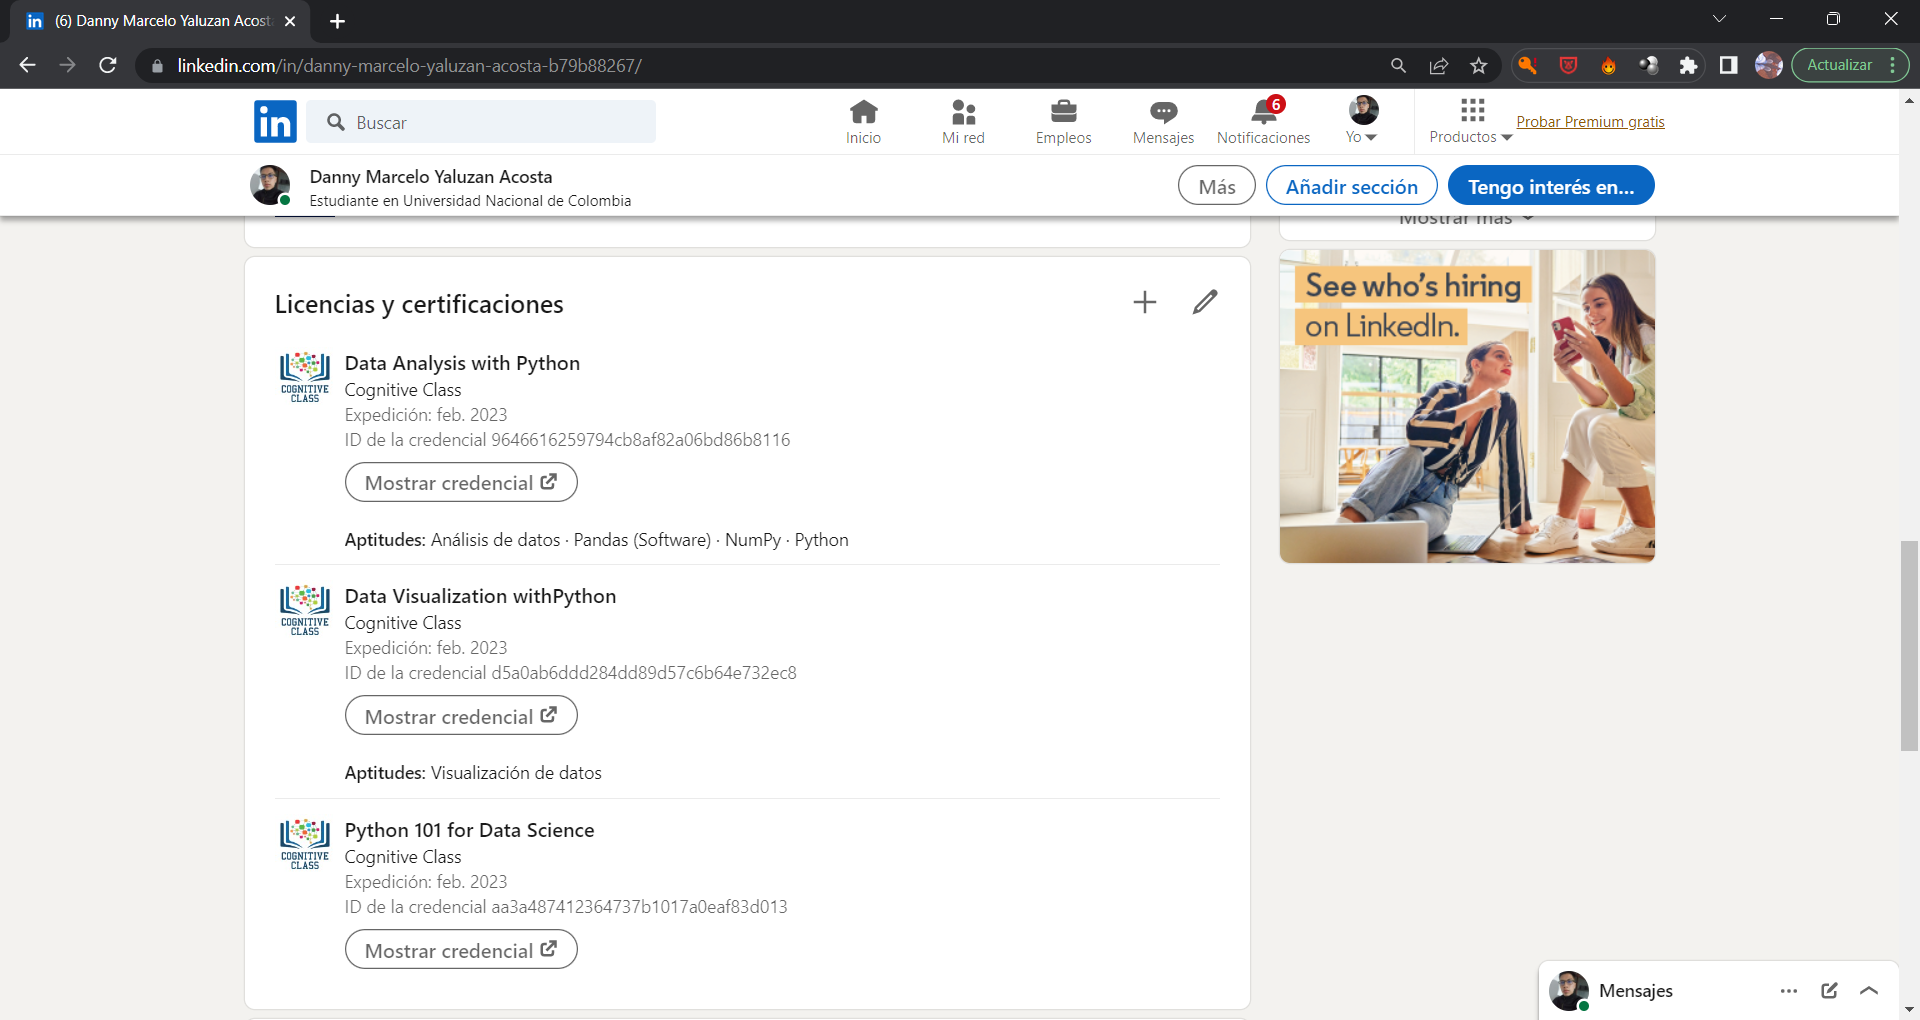 (6) Danny Marcelo Yaluzan Acosta
linkedin.com/in/danny-marcelo-yaluzan-acosta-b79b88267/
Actualizar
in
Buscar
Inicio
Mi red
Empleos
Mensajes
6
Notificaciones
Yo
Productos
Probar Premium gratis
Danny Marcelo Yaluzan Acosta
Estudiante en Universidad Nacional de Colombia
Más
Añadir sección
Tengo interés en...
Mostrar más
See who's hiring
on LinkedIn.
Licencias y certificaciones
COGNITIVE
CLASS
Data Analysis with Python
Cognitive Class
Expedición: feb. 2023
ID de la credencial 9646616259794cb8af82a06bd86b8116
Mostrar credencial
Aptitudes: Análisis de datos · Pandas (Software) · NumPy · Python
COGNITIVE
CLASS
Data Visualization withPython
Cognitive Class
Expedición: feb. 2023
ID de la credencial d5a0ab6ddd284dd89d57c6b64e732ec8
Mostrar credencial
Aptitudes: Visualización de datos
COGNITIVE
CLASS
Python 101 for Data Science
Cognitive Class
Expedición: feb. 2023
ID de la credencial aa3a487412364737b1017a0eaf83d013
Mostrar credencial
Mensajes